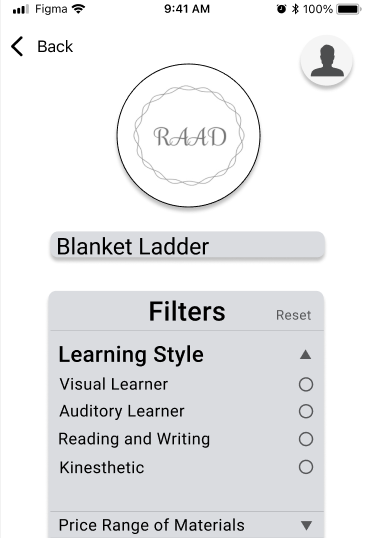 Figma 9:41 AM 100%
Back
RAAD
Blanket Ladder
Filters Reset
Learning Style
Visual Learner
Auditory Learner
Reading and Writing
Kinesthetic
Price Range of Materials